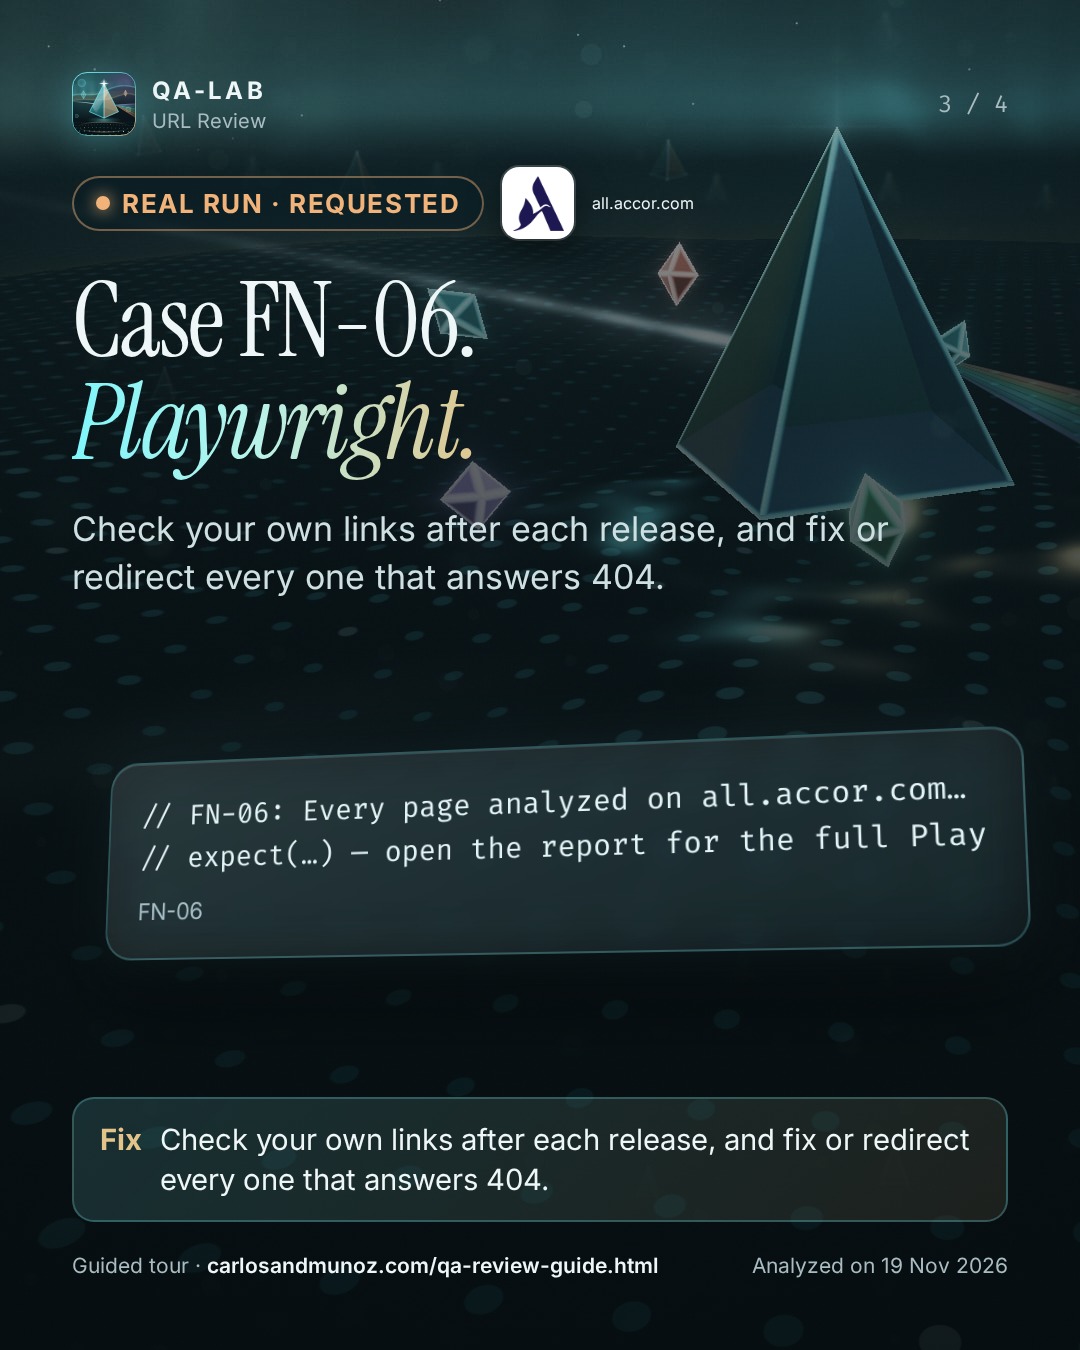 QA-LAB
URL Review
3 / 4
REAL RUN · REQUESTED
all.accor.com
Case FN-06.
Playwright.
Check your own links after each release, and fix or
redirect every one that answers 404.
// FN-06: Every page analyzed on all.accor.com…
// expect(…) — open the report for the full Play
FN-06
Fix Check your own links after each release, and fix or redirect
every one that answers 404.
Guided tour · carlosandmunoz.com/qa-review-guide.html
Analyzed on 19 Nov 2026